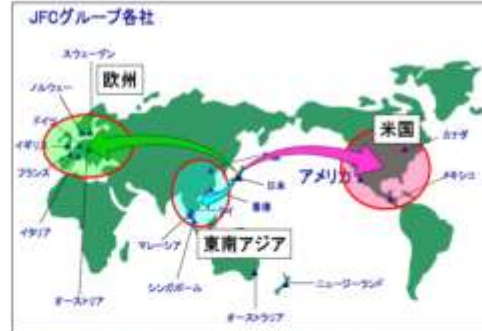 JFCグループ各社
スウェーデン
欧州
ノルウェー
ドイツ
イギリス
フランス
イタリア
オーストリア
米国
カナダ
アメリカ
メキシコ
日本
香港
マレーシア
東南アジア
シンガポール
ニュージーランド
オーストラリア